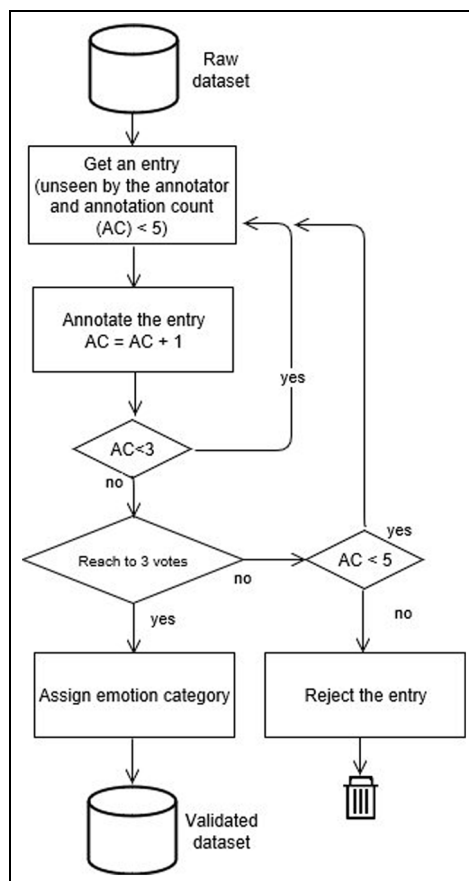 Raw
dataset
Get an entry
(unseen by the annotator
and annotation count
(AC) < 5)
Annotate the entry
AC = AC + 1
yes
AC<3
no
Reach to 3 votes
no
yes
AC < 5
yes
no
Assign emotion category
Reject the entry
Validated
dataset